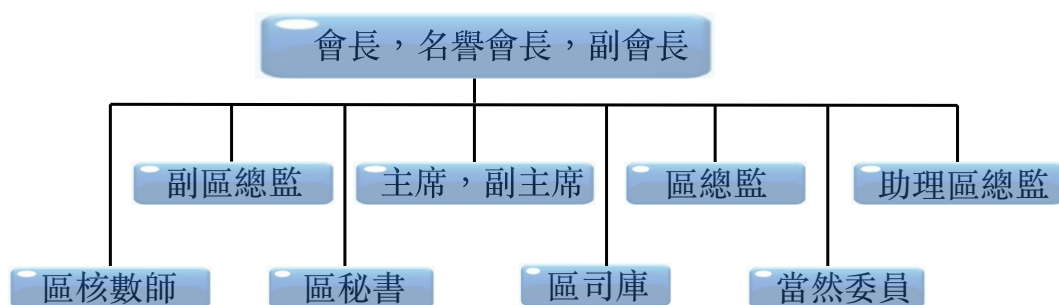 會長，名譽會長，副會長
副區總監
主席，副主席
區總監
助理區總監
區核數師
區秘書
區司庫
當然委員